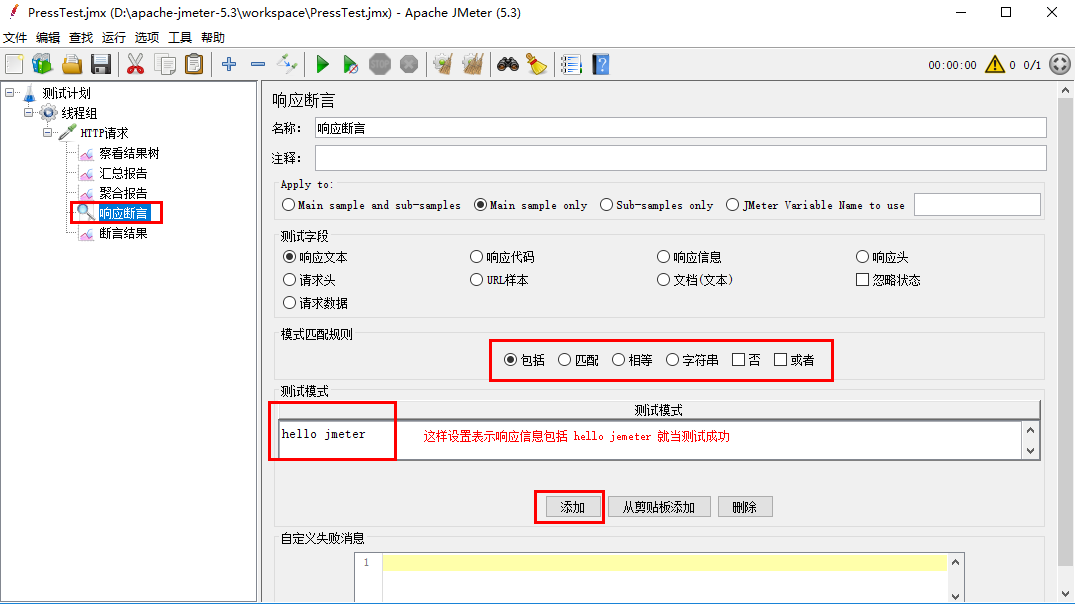 PressTest.jmx (D:\apache-jmeter-5.3\workspace\PressTest.jmx) - Apache JMeter (5.3)
文件 编辑 查找 运行 选项 工具 帮助
STOP
00:00:00 0 0/1
测试计划
线程组
HTTP请求
察看结果树
汇总报告
聚合报告
响应断言
断言结果
响应断言
名称: 响应断言
注释:
Apply to:
Main sample and sub-samples Main sample only Sub-samples only JMeter Variable Name to use
测试字段
响应文本 响应代码 响应信息 响应头
请求头 URL样本 文档(文本) 忽略状态
请求数据
模式匹配规则
包括 匹配 相等 字符串 否 或者
测试模式
测试模式
hello jmeter 这样设置表示响应信息包括 hello jemeter 就当测试成功
添加 从剪贴板添加 删除
自定义失败消息
1